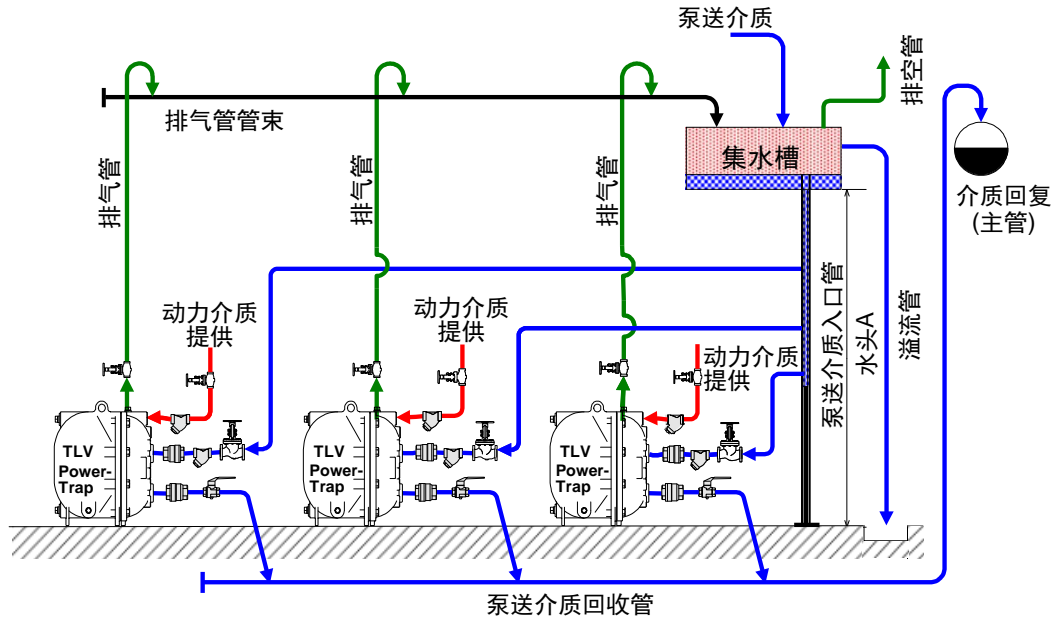 泵送介质
排空管
排气管管束
集水槽
介质回复
(主管)
排气管
排气管
排气管
动力介质
提供
动力介质
提供
动力介质
提供
泵送介质入口管
水头A
溢流管
TLV
Power-
Trap
TLV
Power-
Trap
TLV
Power-
Trap
泵送介质回收管